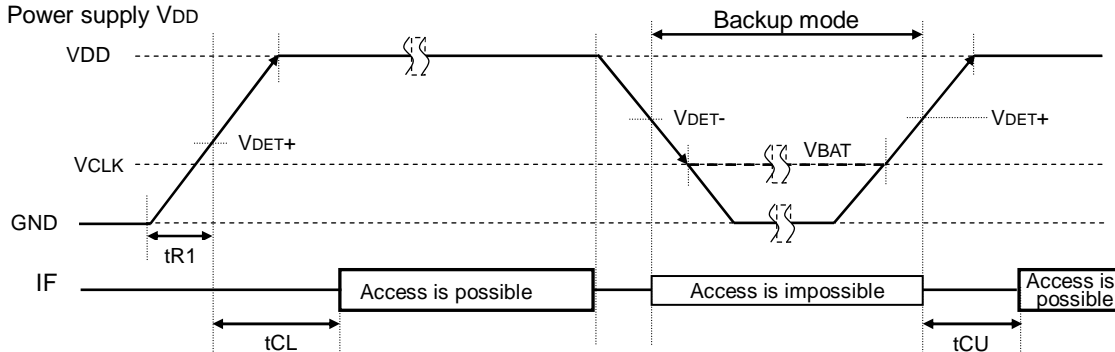 Power supply VDD
Backup mode
VDD
VDET-
VDET+
VDET+
VCLK
VBAT
GND
tR1
IF
Access is possible
Access is impossible
Access is
possible
tCL
tCU